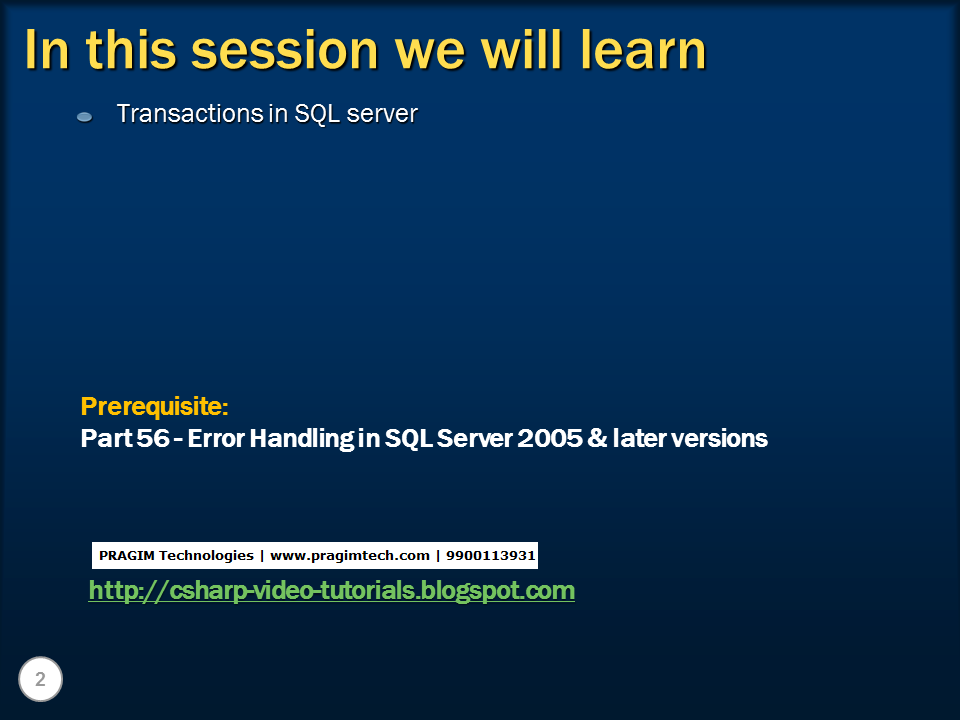 In this session we will learn
Transactions in SQL server
Prerequisite:
Part 56 - Error Handling in SQL Server 2005 & later versions
PRAGIM Technologies | www.pragimtech.com | 9900113931
http://csharp-video-tutorials.blogspot.com
2